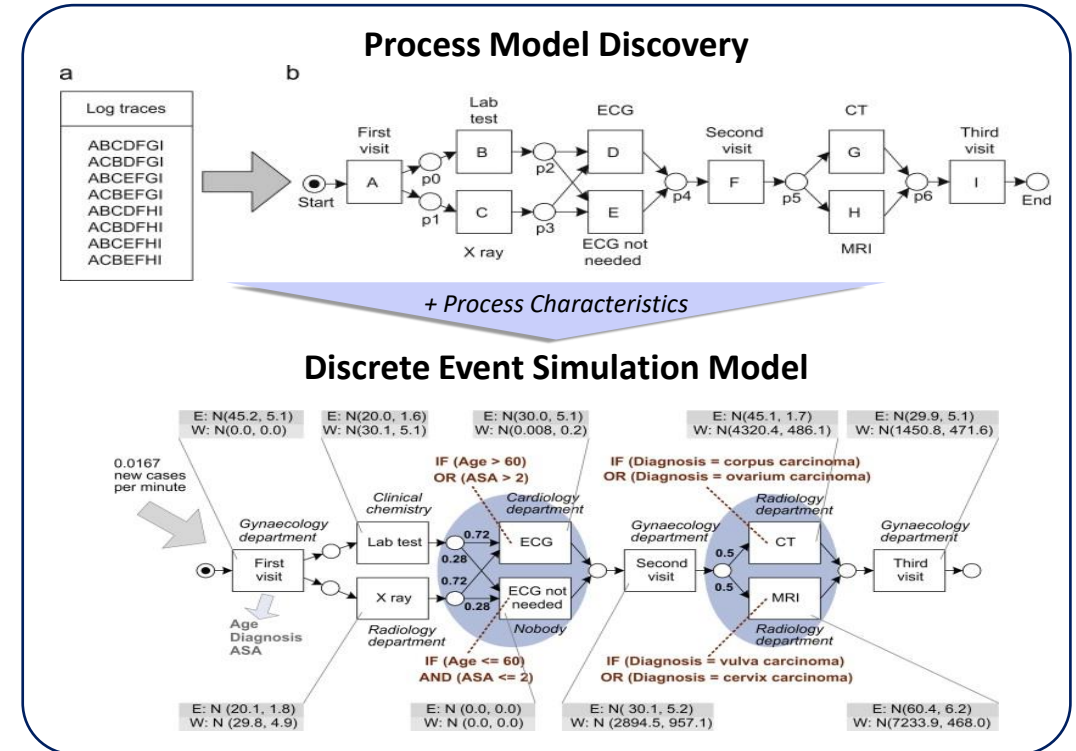 Process Model Discovery
a
b
Log traces
ABCDFGI
ACBDFGI
ABCEFGI
ACBEFGI
ABCDFHI
ACBDFHI
ABCEFHI
ACBEFHI
Start
First
visit
A
p0
p1
Lab
test
B
C
X ray
p2
p3
ECG
D
E
ECG not
needed
p4
Second
visit
F
p5
CT
G
H
MRI
p6
Third
visit
I
End
+ Process Characteristics
Discrete Event Simulation Model
E: N(45.2, 5.1)
W: N(0.0, 0.0)
E: N(20.0, 1.6)
W: N(30.1, 5.1)
E: N(30.0, 5.1)
W: N(0.008, 0.2)
E: N(45.1, 1.7)
W: N(4320.4, 486.1)
E: N(29.9, 5.1)
W: N(1450.8, 471.6)
0.0167
new cases
per minute
IF (Age > 60)
OR (ASA > 2)
IF (Diagnosis = corpus carcinoma)
OR (Diagnosis = ovarium carcinoma)
Gynaecology
department
First
visit
Age
Diagnosis
ASA
Clinical
chemistry
Lab test
X ray
Radiology
department
0.72
0.28
0.72
0.28
Cardiology
department
ECG
ECG not
needed
Nobody
Gynaecology
department
Second
visit
0.5
0.5
Radiology
department
CT
MRI
Radiology
department
Gynaecology
department
Third
visit
IF (Age <= 60)
AND (ASA <= 2)
IF (Diagnosis = vulva carcinoma)
OR (Diagnosis = cervix carcinoma)
E: N (20.1, 1.8)
W: N (29.8, 4.9)
E: N (0.0, 0.0)
W: N (0.0, 0.0)
E: N( 30.1, 5.2)
W: N (2894.5, 957.1)
E: N(60.4, 6.2)
W: N(7233.9, 468.0)